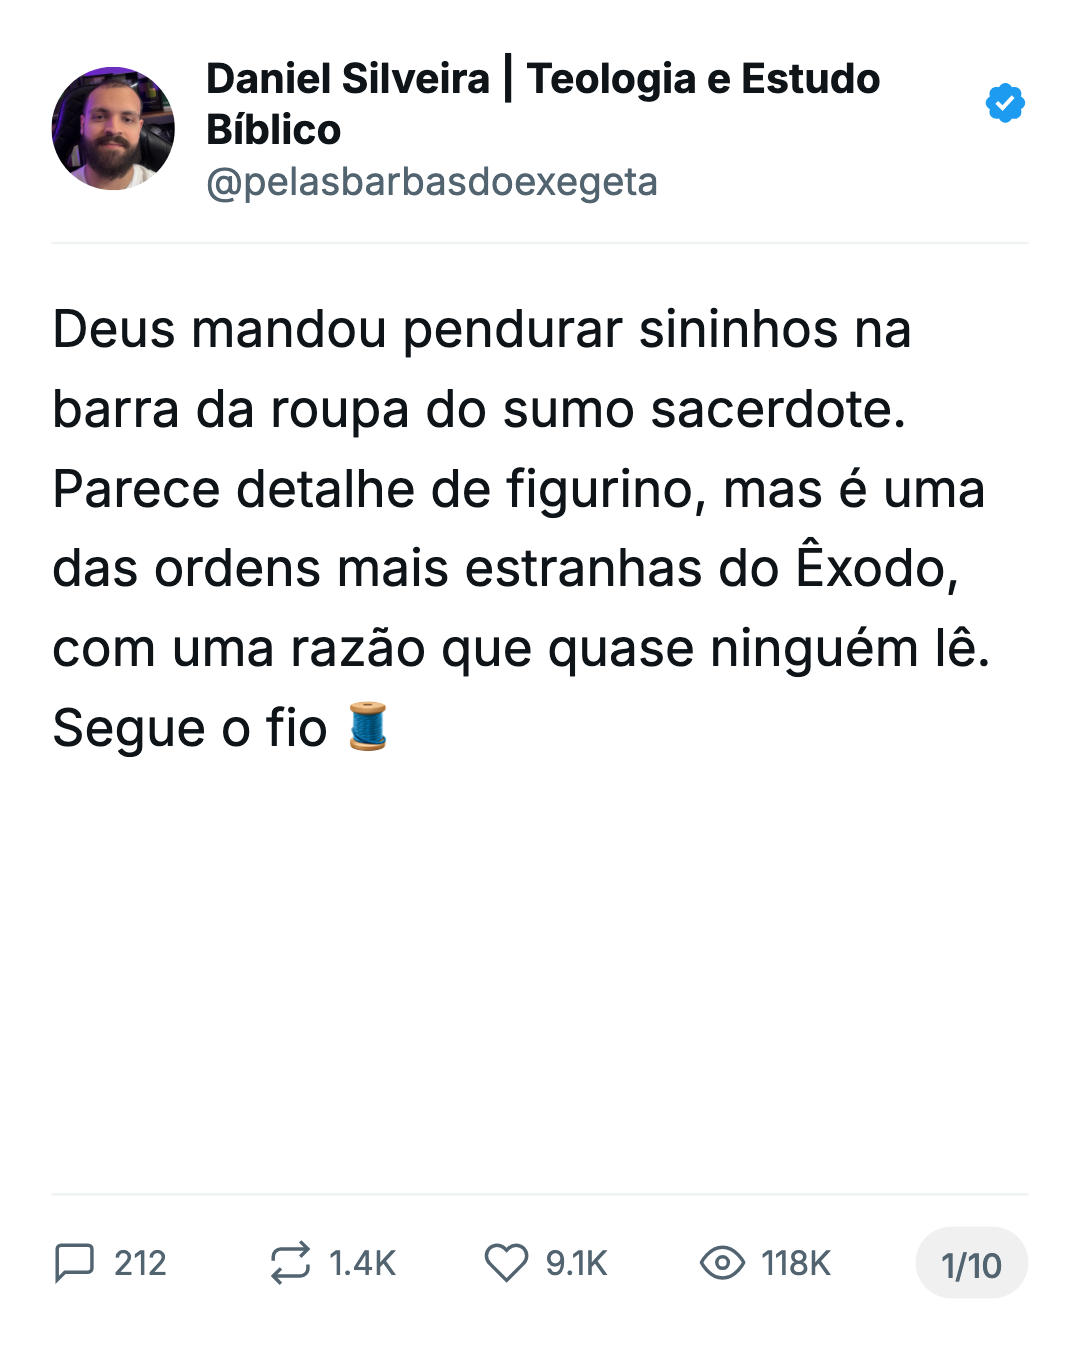 Daniel Silveira | Teologia e Estudo
Bíblico
@pelasbarbasdoexegeta
Deus mandou pendurar sininhos na
barra da roupa do sumo sacerdote.
Parece detalhe de figurino, mas é uma
das ordens mais estranhas do Êxodo,
com uma razão que quase ninguém lê.
Segue o fio 🧵
212 1.4K 9.1K 118K 1/10